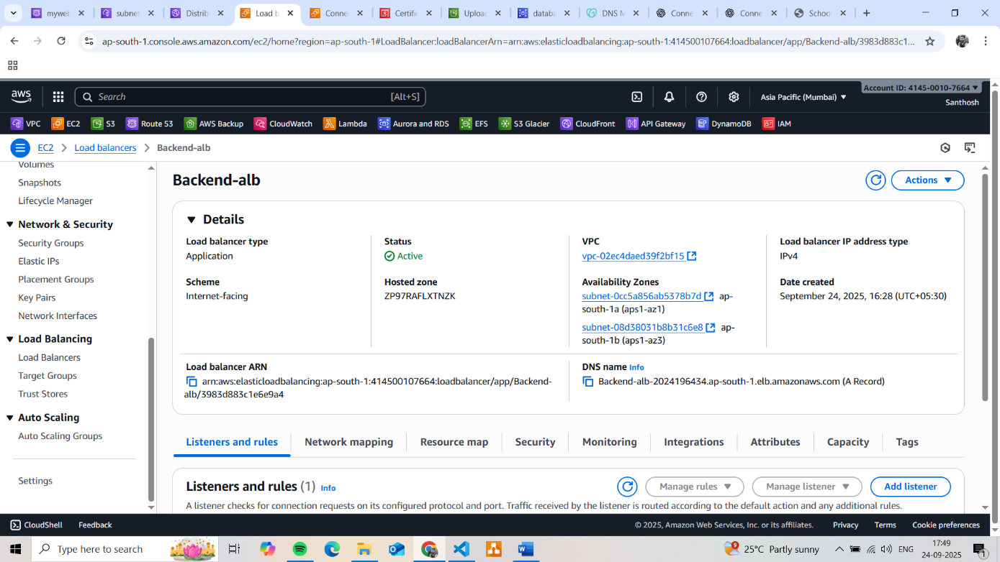 myweb
subnet
Distrib
Load b
Connec
Certific
Upload
databa
DNS M
Conne
Conne
Schoo
ap-south-1.console.aws.amazon.com/ec2/home?region=ap-south-1#LoadBalancer:loadBalancerArn=arn:aws:elasticloadbalancing:ap-south-1:414500107664:loadbalancer/app/Backend-alb/3983d883c1...
aws
Search
[Alt+S]
Asia Pacific (Mumbai)
Account ID: 4145-0010-7664
Santhosh
VPC
EC2
S3
Route 53
AWS Backup
CloudWatch
Lambda
Aurora and RDS
EFS
S3 Glacier
CloudFront
API Gateway
DynamoDB
IAM
EC2
Load balancers
Backend-alb
Volumes
Snapshots
Lifecycle Manager
Network & Security
Security Groups
Elastic IPs
Placement Groups
Key Pairs
Network Interfaces
Load Balancing
Load Balancers
Target Groups
Trust Stores
Auto Scaling
Auto Scaling Groups
Settings
Backend-alb
Actions
Details
Load balancer type
Application
Status
Active
VPC
vpc-02ec4daed39f2bf15
Load balancer IP address type
IPv4
Scheme
Internet-facing
Hosted zone
ZP97RAFLXTNZK
Availability Zones
subnet-0cc5a856ab5378b7d ap-
south-1a (aps1-az1)
subnet-08d38031b8b31c6e8 ap-
south-1b (aps1-az3)
Date created
September 24, 2025, 16:28 (UTC+05:30)
Load balancer ARN
arn:aws:elasticloadbalancing:ap-south-1:414500107664:loadbalancer/app/Backend-
alb/3983d883c1e6e9a4
DNS name Info
Backend-alb-2024196434.ap-south-1.elb.amazonaws.com (A Record)
Listeners and rules
Network mapping
Resource map
Security
Monitoring
Integrations
Attributes
Capacity
Tags
Listeners and rules (1) Info
Manage rules
Manage listener
Add listener
A listener checks for connection requests on its configured protocol and port. Traffic received by the listener is routed according to the default action and any additional rules.
CloudShell
Feedback
© 2025, Amazon Web Services, Inc. or its affiliates.
Privacy
Terms
Cookie preferences
Type here to search
9
25°C Partly sunny
ENG
17:49
24-09-2025
1